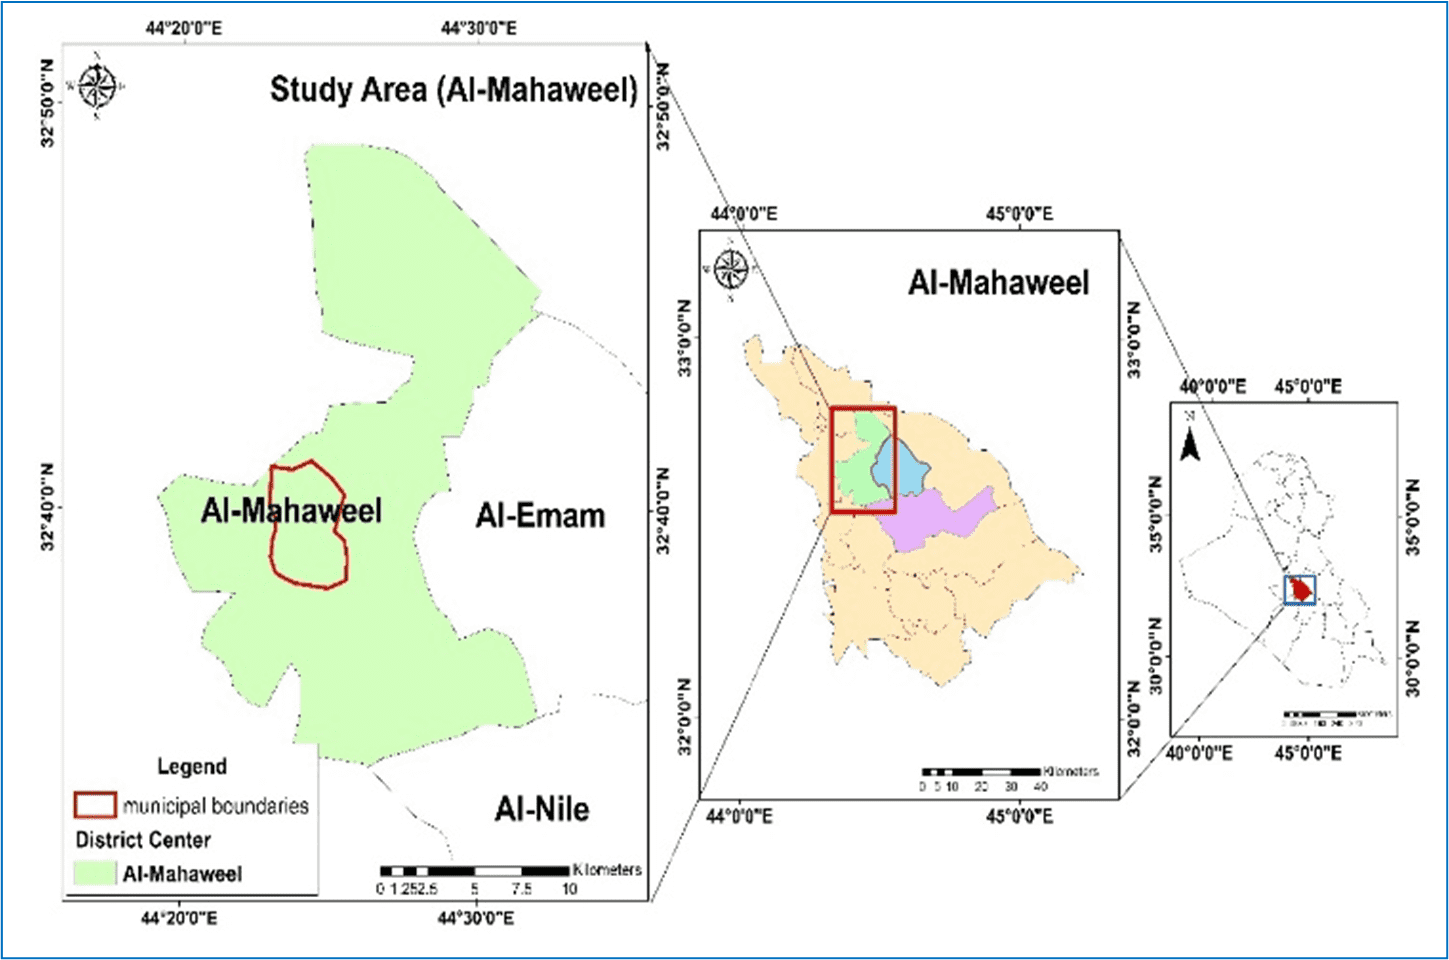 44°20'0"E
44°30'0"E
32°50'0"N
32°50'0"N
N
W
E
S
Study Area (Al-Mahaweel)
Al-Mahaweel
Al-Emam
Al-Nile
32°40'0"N
32°40'0"N
Legend
municipal boundaries
District Center
Al-Mahaweel
Kilometers
0 1.252.5 5 7.5 10
44°20'0"E
44°30'0"E
44°0'0"E
45°0'0"E
Al-Mahaweel
33°0'0"N
33°0'0"N
32°0'0"N
32°0'0"N
Kilometers
0 5 10 20 30 40
44°0'0"E
45°0'0"E
40°0'0"E
45°0'0"E
N
35°0'0"N
35°0'0"N
30°0'0"N
30°0'0"N
40°0'0"E
45°0'0"E